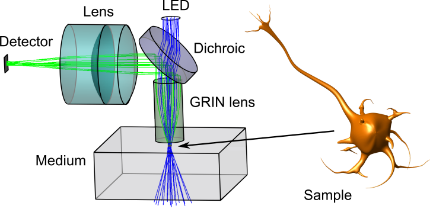 LED
Lens
Detector
Dichroic
GRIN lens
Medium
Sample